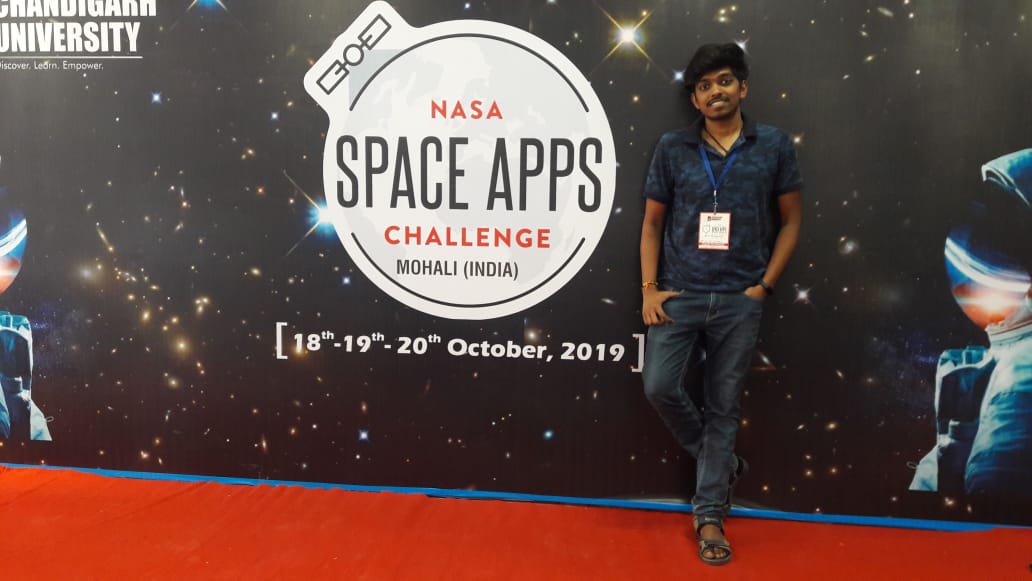 CHANDIGARH
UNIVERSITY
Discover. Learn. Empower.
NASA
SPACE APPS
CHALLENGE
MOHALI (INDIA)
[ 18th-19th- 20th October, 2019 ]